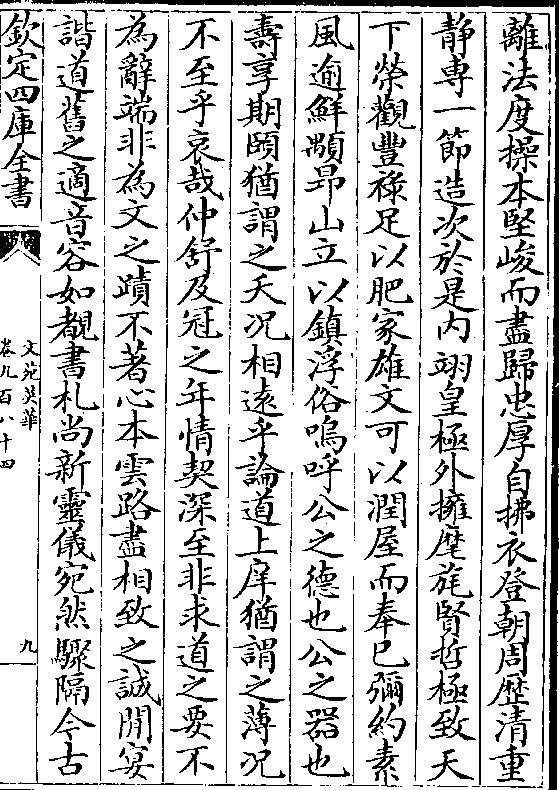 離法度操本堅峻而盡歸忠厚自拂衣登朝周歴清重
静專一節造次於是内翊皇極外擁麾旄賢哲極致天
下榮觀豐祿足以肥家雄文可以潤屋而奉已彌約素
風逾鮮顒昻山立以鎮浮俗嗚呼公之德也公之器也
壽享期頤猶謂之夭况相逺乎論道上庠猶謂之薄况
不至乎哀哉仲舒及冠之年情契深至非求道之要不
為辭端非為文之蹟不著心本雲路盡相致之誠開宴
諧道舊之適音容如覩書札尚新靈儀宛然驟隔今古
欽定四庫全書
文苑英華
卷九百八十四
九